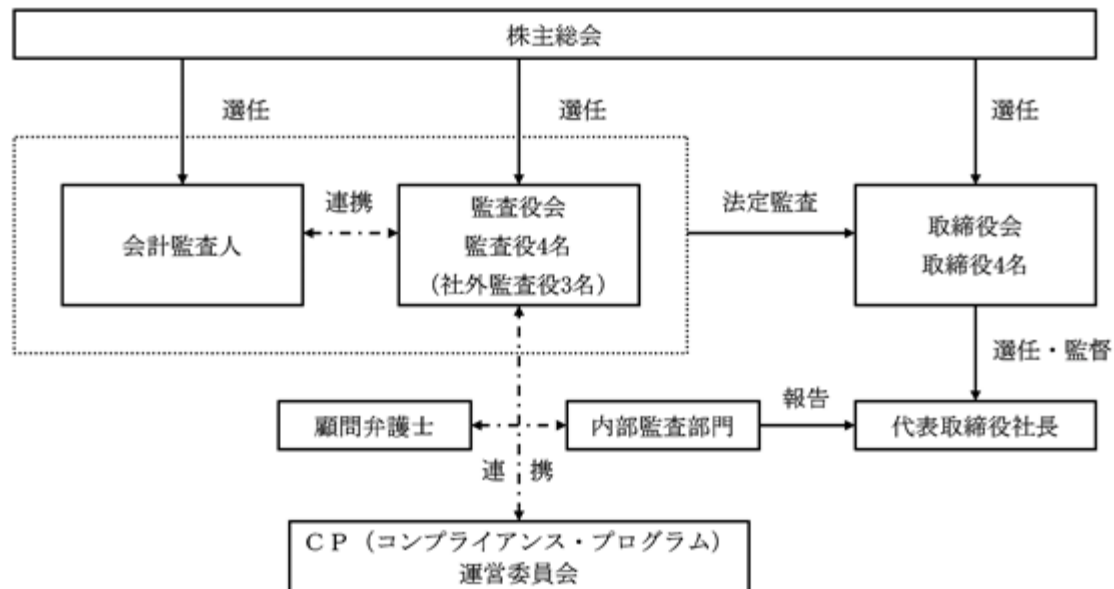 株主総会
選任
選任
選任
会計監査人
連携
監査役会
監査役4名
(社外監査役3名)
法定監査
取締役会
取締役4名
選任・監督
顧問弁護士
内部監査部門
報告
代表取締役社長
連 携
CP(コンプライアンス・プログラム)
運営委員会